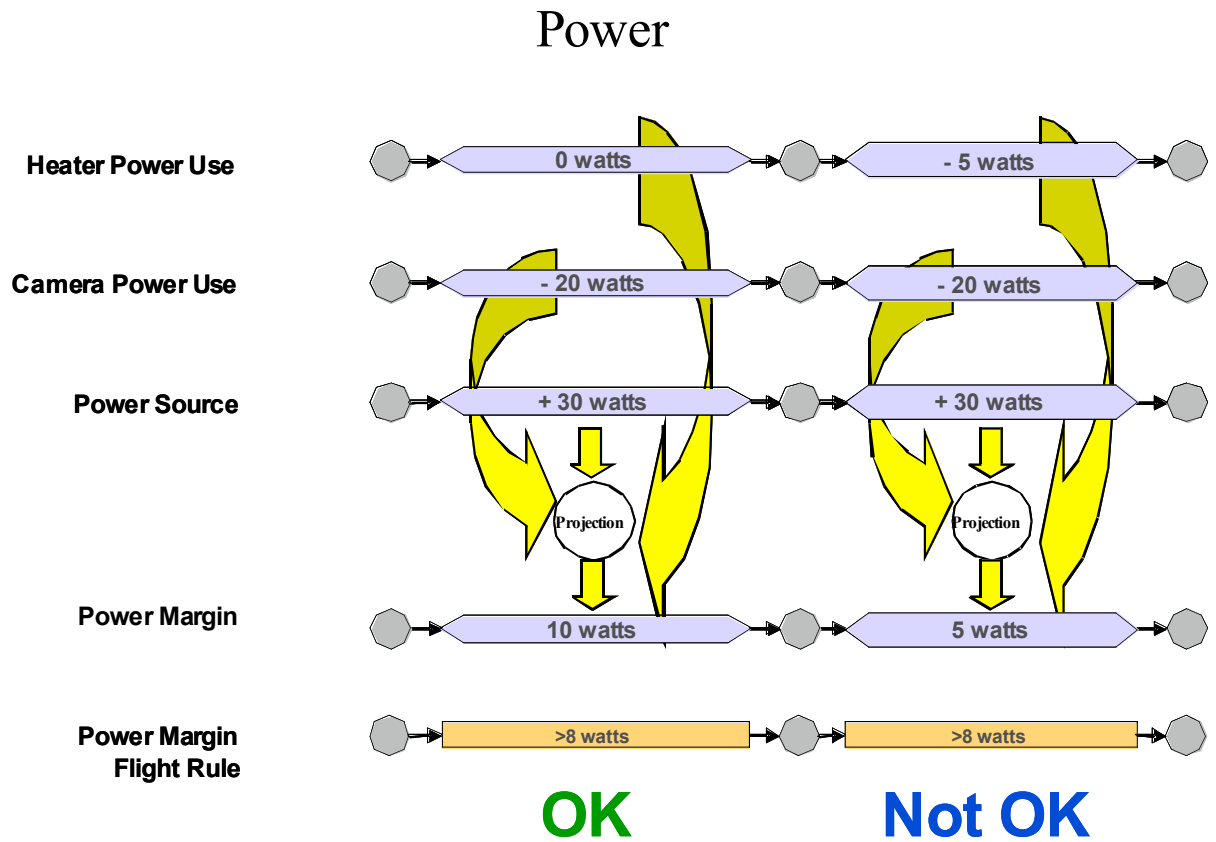 Power
Heater Power Use
0 watts
- 5 watts
Camera Power Use
- 20 watts
- 20 watts
Power Source
+ 30 watts
+ 30 watts
Projection
Projection
Power Margin
10 watts
5 watts
Power Margin
Flight Rule
>8 watts
>8 watts
OK
Not OK